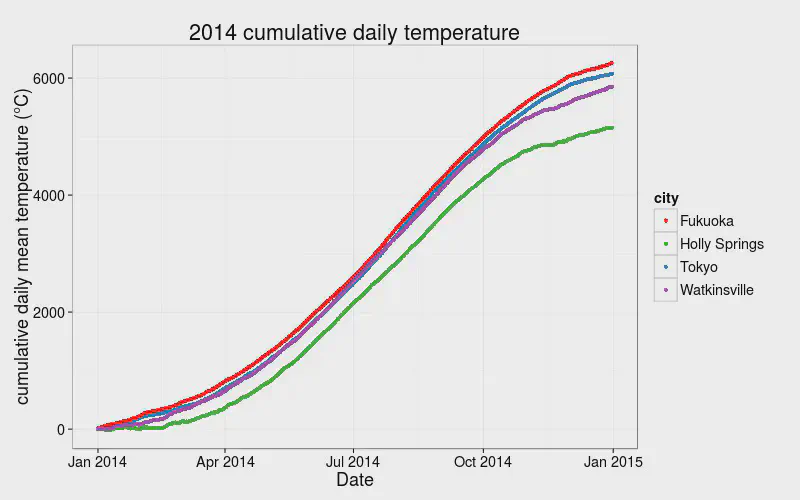 2014 cumulative daily temperature
cumulative daily mean temperature (°C)
6000
4000
2000
0
Jan 2014 Apr 2014 Jul 2014 Oct 2014 Jan 2015
Date
city
Fukuoka
Holly Springs
Tokyo
Watkinsville